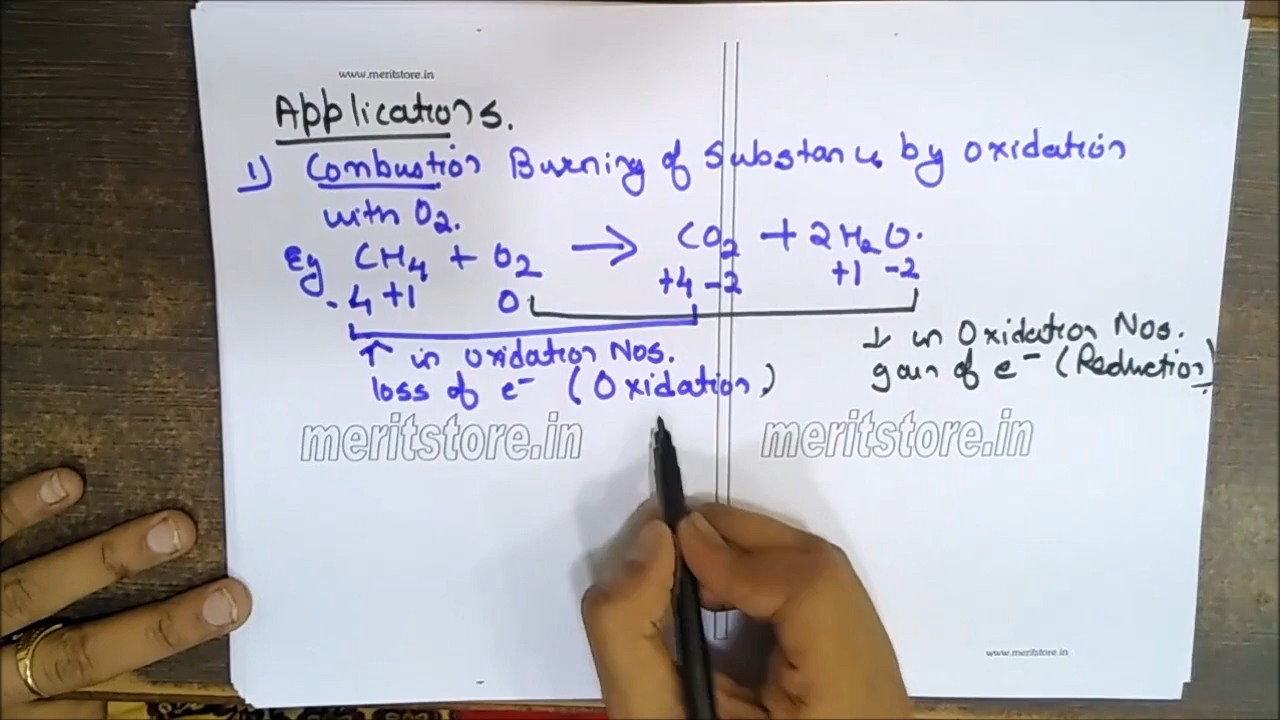 www.meritstore.in
Applications.
1) Combustion Burning of Substance by oxidation
with O₂.
Eg CH₄ + O₂ → CO₂ + 2H₂O.
-4 +1 0 +4 -2 +1 -2
↑ in oxidation Nos.
loss of e⁻ (Oxidation)
↓ in Oxidation Nos.
gain of e⁻ (Reduction)
meritstore.in meritstore.in
www.meritstore.in